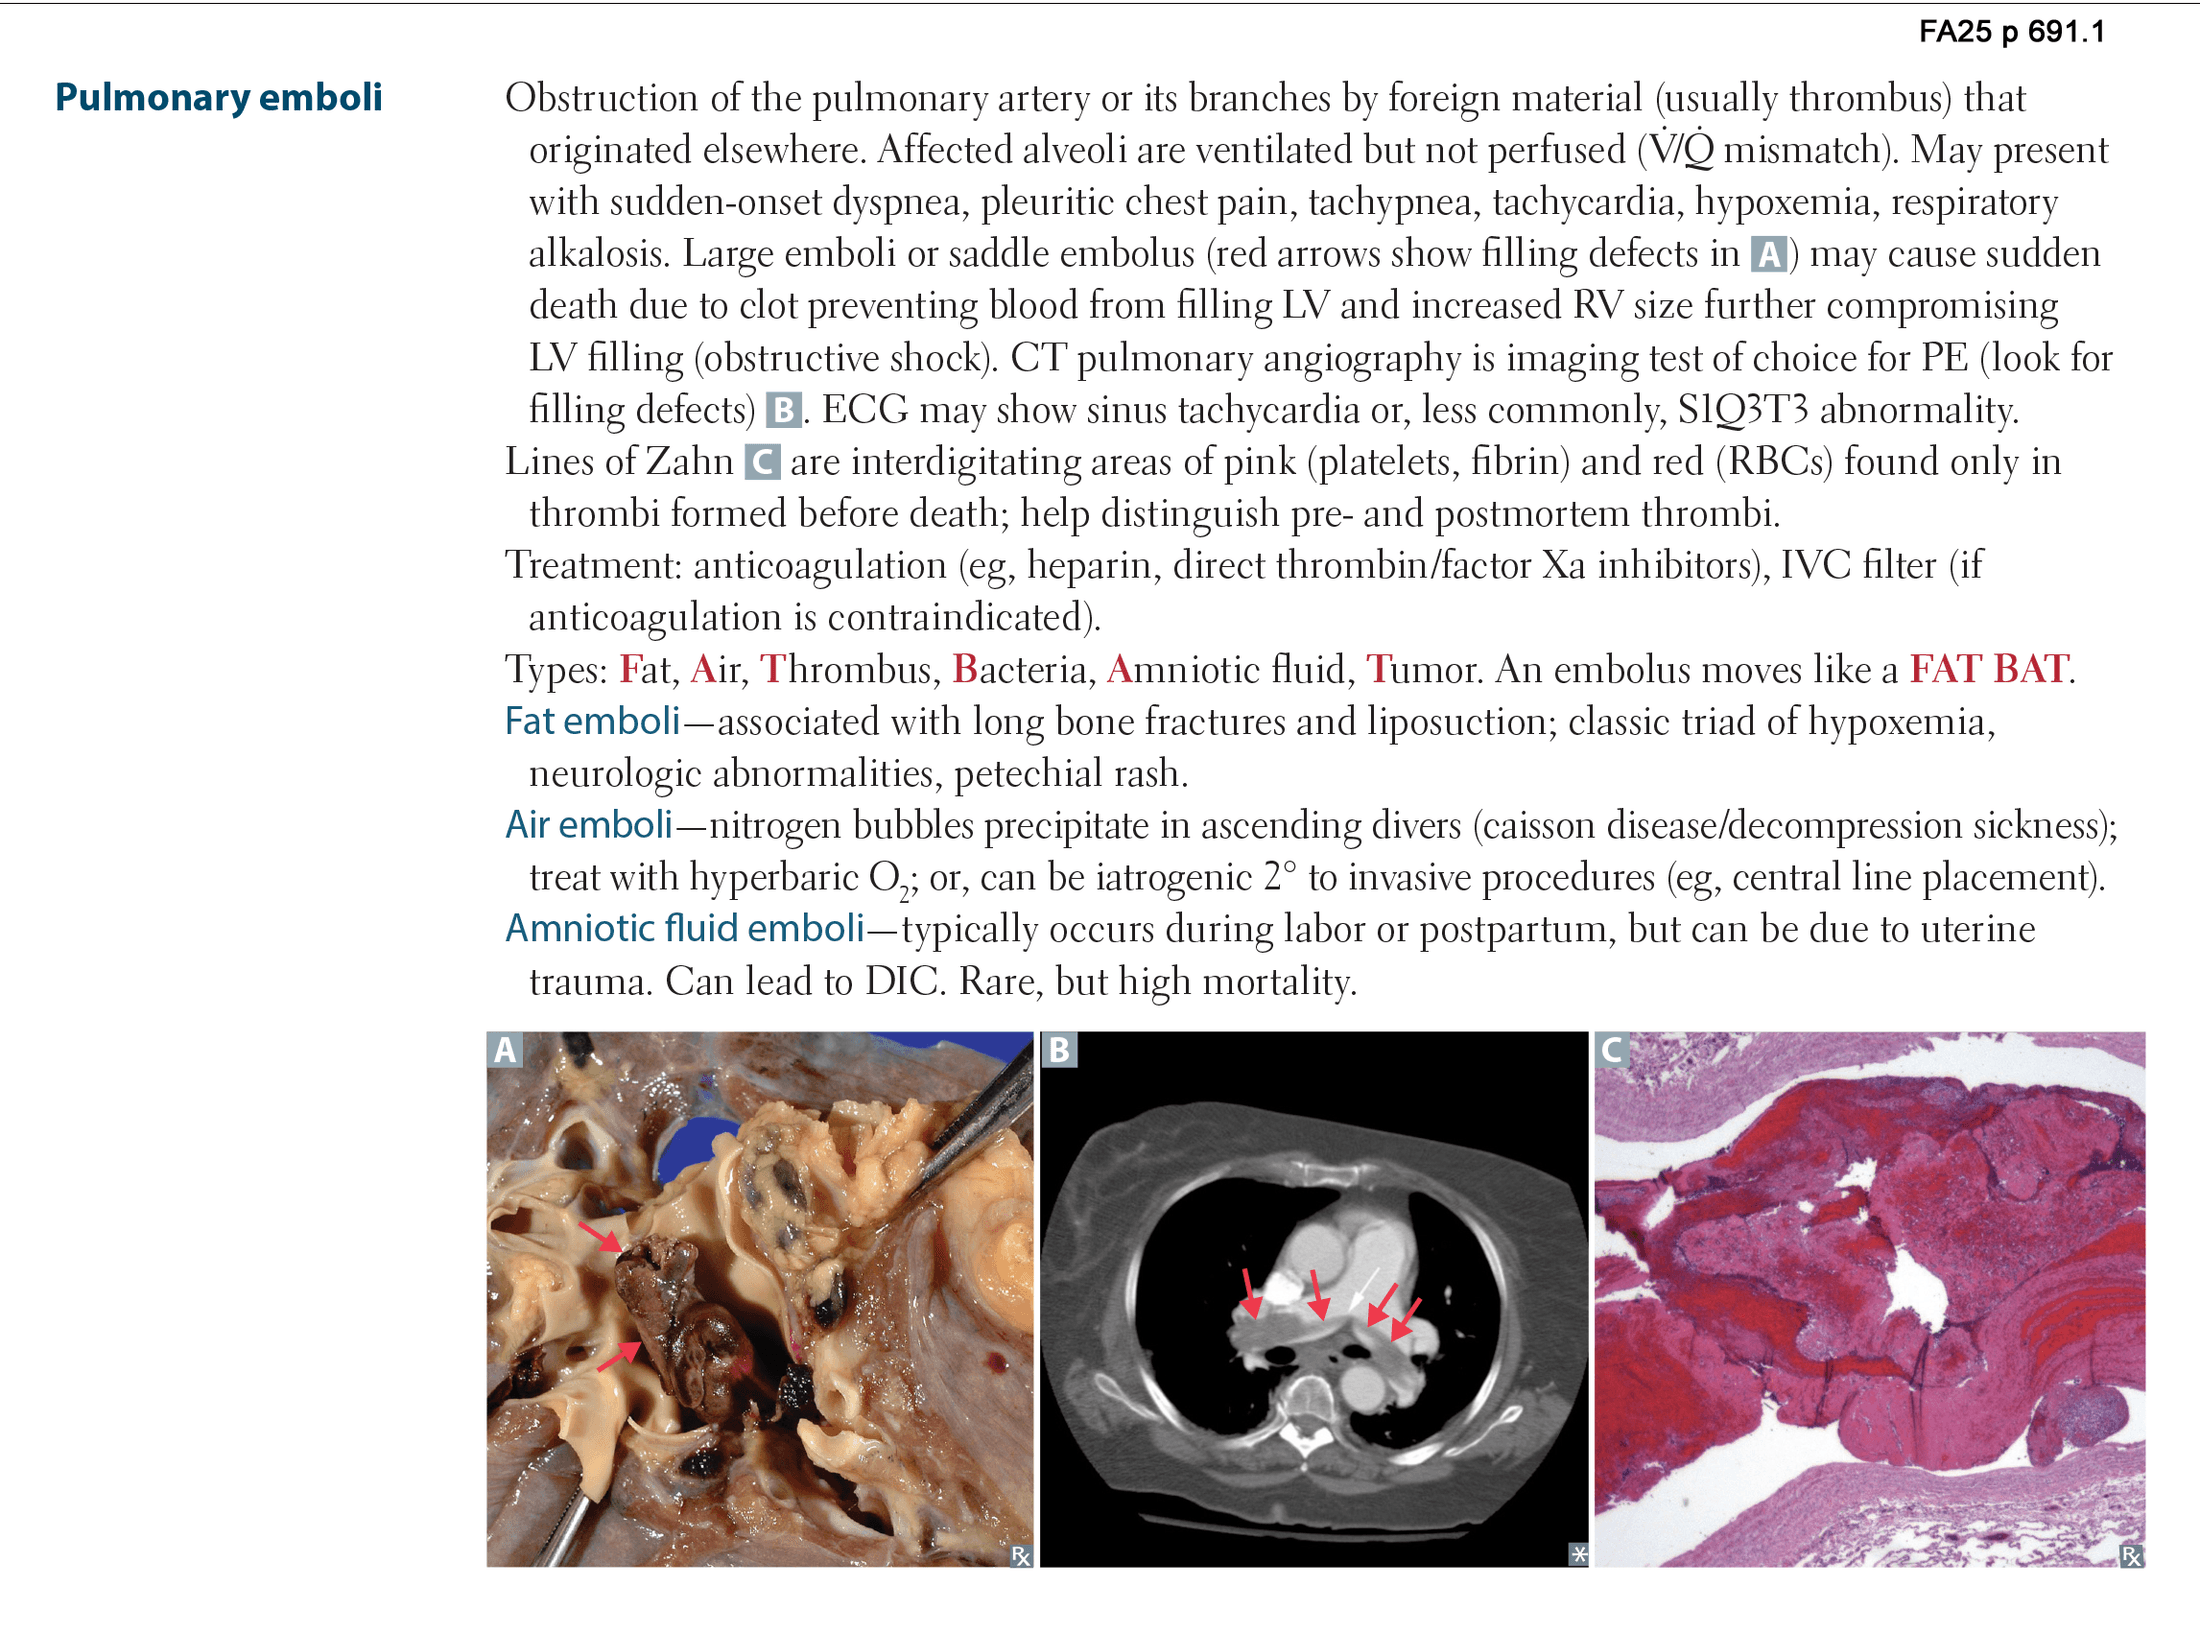 FA25 p 691.1
Pulmonary emboli
Obstruction of the pulmonary artery or its branches by foreign material (usually thrombus) that
originated elsewhere. Affected alveoli are ventilated but not perfused (V̇/Q̇ mismatch). May present
with sudden-onset dyspnea, pleuritic chest pain, tachypnea, tachycardia, hypoxemia, respiratory
alkalosis. Large emboli or saddle embolus (red arrows show filling defects in A) may cause sudden
death due to clot preventing blood from filling LV and increased RV size further compromising
LV filling (obstructive shock). CT pulmonary angiography is imaging test of choice for PE (look for
filling defects) B. ECG may show sinus tachycardia or, less commonly, S1Q3T3 abnormality.
Lines of Zahn C are interdigitating areas of pink (platelets, fibrin) and red (RBCs) found only in
thrombi formed before death; help distinguish pre- and postmortem thrombi.
Treatment: anticoagulation (eg, heparin, direct thrombin/factor Xa inhibitors), IVC filter (if
anticoagulation is contraindicated).
Types: Fat, Air, Thrombus, Bacteria, Amniotic fluid, Tumor. An embolus moves like a FAT BAT.
Fat emboli—associated with long bone fractures and liposuction; classic triad of hypoxemia,
neurologic abnormalities, petechial rash.
Air emboli—nitrogen bubbles precipitate in ascending divers (caisson disease/decompression sickness);
treat with hyperbaric O₂; or, can be iatrogenic 2° to invasive procedures (eg, central line placement).
Amniotic fluid emboli—typically occurs during labor or postpartum, but can be due to uterine
trauma. Can lead to DIC. Rare, but high mortality.
A
B
C
℞
*
℞